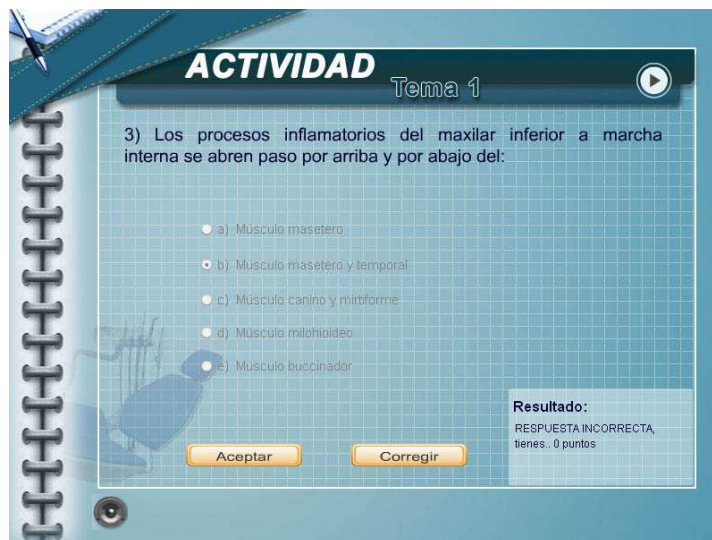 ACTIVIDAD
Tema 1
3) Los procesos inflamatorios del maxilar inferior a marcha
interna se abren paso por arriba y por abajo del:
a) Músculo masetero
b) Músculo masetero y temporal
c) Músculo canino y mirtiforme
d) Músculo milohioideo
e) Músculo buccinador
Resultado:
RESPUESTA INCORRECTA,
tienes.. 0 puntos
Aceptar
Corregir